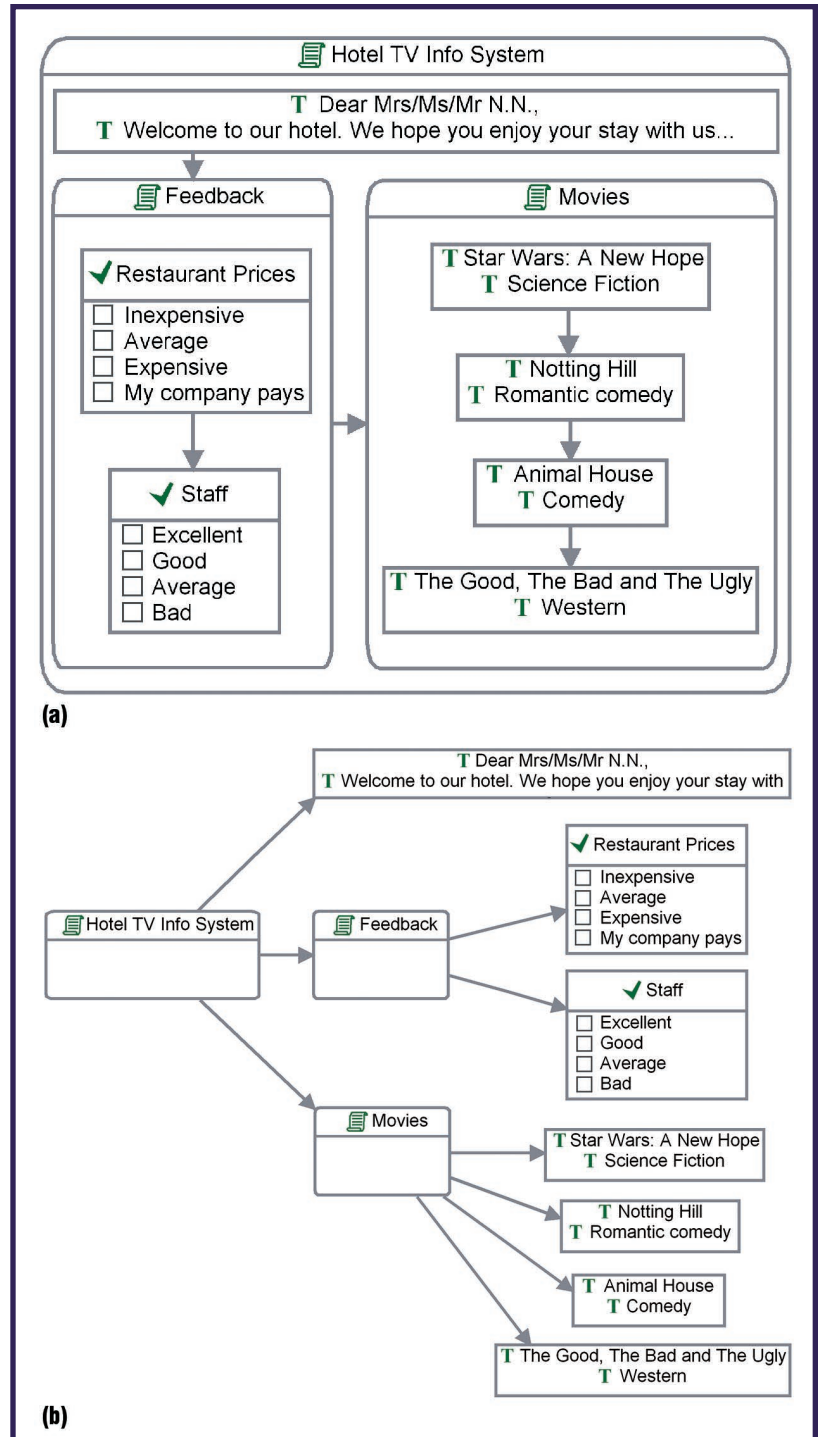 Hotel TV Info System
T Dear Mrs/Ms/Mr N.N.,
T Welcome to our hotel. We hope you enjoy your stay with us...
Feedback
Restaurant Prices
Inexpensive
Average
Expensive
My company pays
Staff
Excellent
Good
Average
Bad
Movies
T Star Wars: A New Hope
T Science Fiction
T Notting Hill
T Romantic comedy
T Animal House
T Comedy
T The Good, The Bad and The Ugly
T Western
(a)
T Dear Mrs/Ms/Mr N.N.,
T Welcome to our hotel. We hope you enjoy your stay with
Hotel TV Info System
Feedback
Restaurant Prices
Inexpensive
Average
Expensive
My company pays
Staff
Excellent
Good
Average
Bad
Movies
T Star Wars: A New Hope
T Science Fiction
T Notting Hill
T Romantic comedy
T Animal House
T Comedy
T The Good, The Bad and The Ugly
T Western
(b)